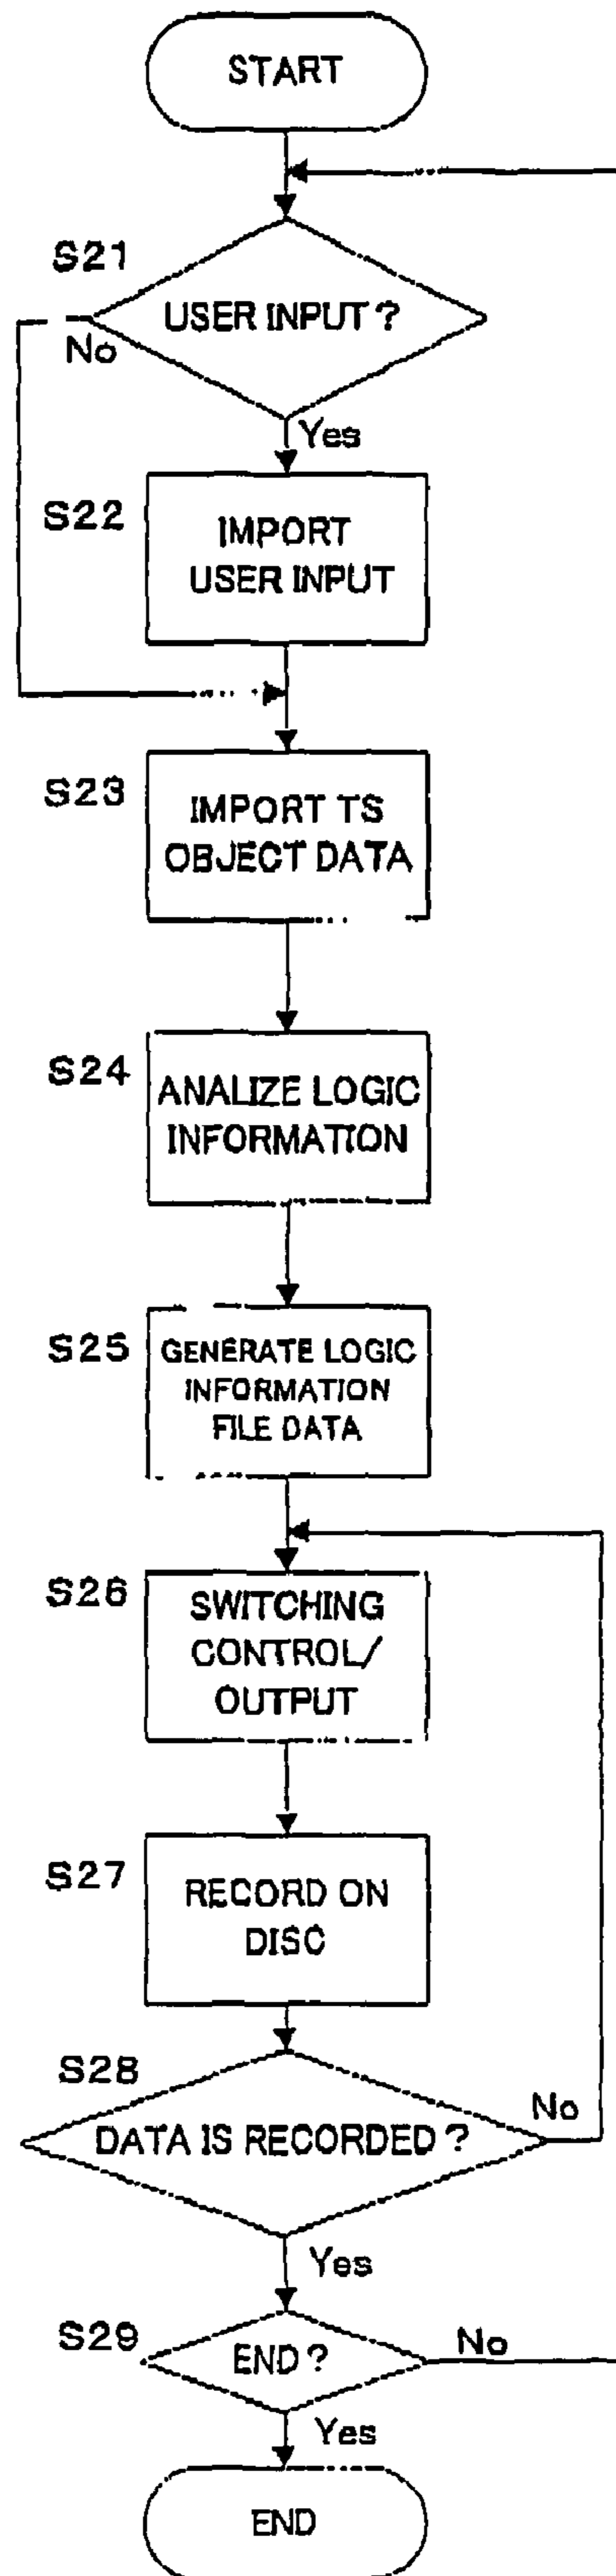 START
S21
USER INPUT?
No
Yes
S22
IMPORT
USER INPUT
S23
IMPORT TS
OBJECT DATA
S24
ANALIZE LOGIC
INFORMATION
S25
GENERATE LOGIC
INFORMATION
FILE DATA
S26
SWITCHING
CONTROL/
OUTPUT
S27
RECORD ON
DISC
S28
DATA IS RECORDED?
No
Yes
S29
END?
No
Yes
END